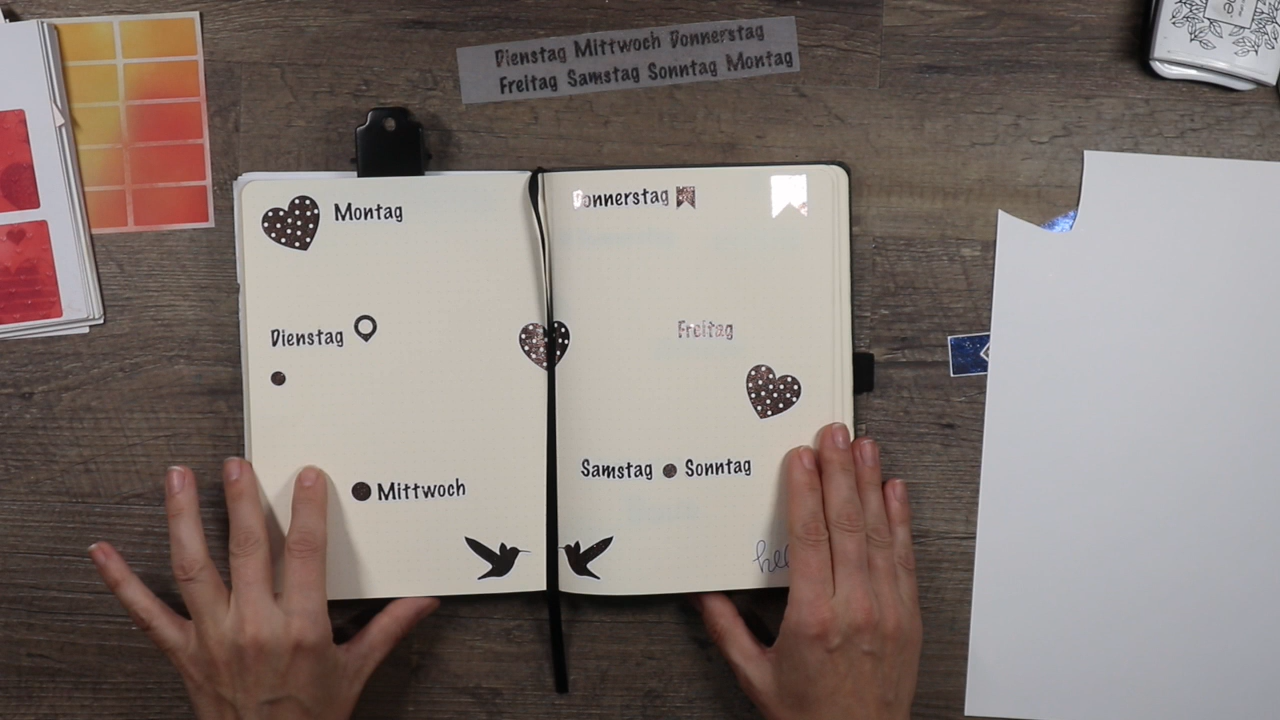 Dienstag Mittwoch Donnerstag
Freitag Samstag Sonntag Montag
Montag
Dienstag
Mittwoch
Donnerstag
Freitag
Samstag Sonntag